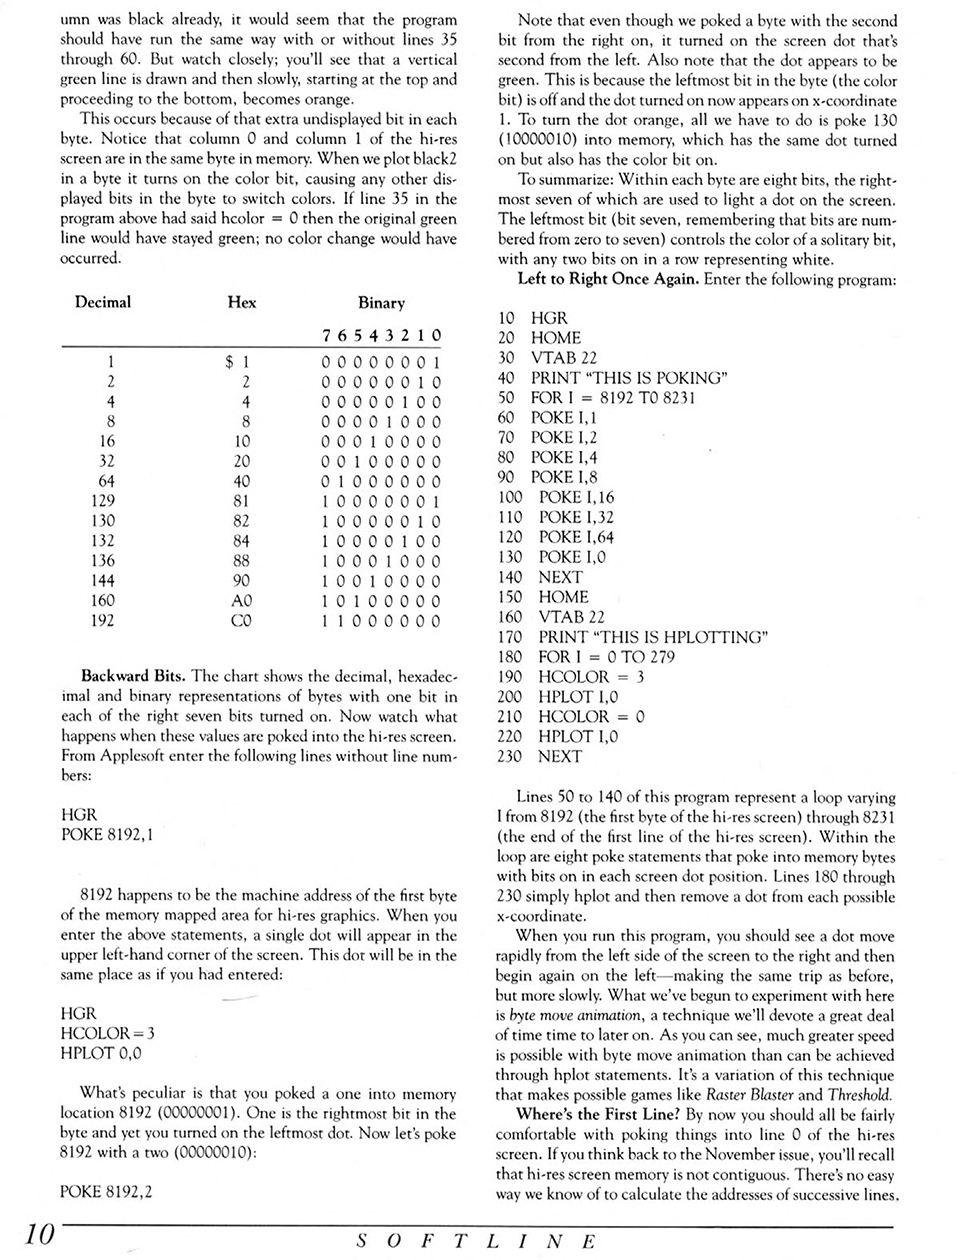 umn was black already, it would seem that the program
should have run the same way with or without lines 35
through 60. But watch closely; you'll see that a vertical
green line is drawn and then slowly, starting at the top and
proceeding to the bottom, becomes orange.
This occurs because of that extra undisplayed bit in each
byte. Notice that column 0 and column 1 of the hi-res
screen are in the same byte in memory. When we plot black2
in a byte it turns on the color bit, causing any other dis-
played bits in the byte to switch colors. If line 35 in the
program above had said hcolor = 0 then the original green
line would have stayed green; no color change would have
occurred.
Decimal Hex Binary
7 6 5 4 3 2 1 0
1 $ 1 0 0 0 0 0 0 0 1
2 2 0 0 0 0 0 0 1 0
4 4 0 0 0 0 0 1 0 0
8 8 0 0 0 0 1 0 0 0
16 10 0 0 0 1 0 0 0 0
32 20 0 0 1 0 0 0 0 0
64 40 0 1 0 0 0 0 0 0
129 81 1 0 0 0 0 0 0 1
130 82 1 0 0 0 0 0 1 0
132 84 1 0 0 0 0 1 0 0
136 88 1 0 0 0 1 0 0 0
144 90 1 0 0 1 0 0 0 0
160 A0 1 0 1 0 0 0 0 0
192 C0 1 1 0 0 0 0 0 0
Backward Bits. The chart shows the decimal, hexadec-
imal and binary representations of bytes with one bit in
each of the right seven bits turned on. Now watch what
happens when these values are poked into the hi-res screen.
From Applesoft enter the following lines without line num-
bers:
HGR
POKE 8192,1
8192 happens to be the machine address of the first byte
of the memory mapped area for hi-res graphics. When you
enter the above statements, a single dot will appear in the
upper left-hand corner of the screen. This dot will be in the
same place as if you had entered:
HGR
HCOLOR=3
HPLOT 0,0
What's peculiar is that you poked a one into memory
location 8192 (00000001). One is the rightmost bit in the
byte and yet you turned on the leftmost dot. Now let's poke
8192 with a two (00000010):
POKE 8192,2
Note that even though we poked a byte with the second
bit from the right on, it turned on the screen dot that's
second from the left. Also note that the dot appears to be
green. This is because the leftmost bit in the byte (the color
bit) is off and the dot turned on now appears on x-coordinate
1. To turn the dot orange, all we have to do is poke 130
(10000010) into memory, which has the same dot turned
on but also has the color bit on.
To summarize: Within each byte are eight bits, the right-
most seven of which are used to light a dot on the screen.
The leftmost bit (bit seven, remembering that bits are num-
bered from zero to seven) controls the color of a solitary bit,
with any two bits on in a row representing white.
Left to Right Once Again. Enter the following program:
10 HGR
20 HOME
30 VTAB 22
40 PRINT "THIS IS POKING"
50 FOR I = 8192 T0 8231
60 POKE I,1
70 POKE I,2
80 POKE I,4
90 POKE I,8
100 POKE I,16
110 POKE I,32
120 POKE I,64
130 POKE I,0
140 NEXT
150 HOME
160 VTAB 22
170 PRINT "THIS IS HPLOTTING"
180 FOR I = 0 TO 279
190 HCOLOR = 3
200 HPLOT I,0
210 HCOLOR = 0
220 HPLOT I,0
230 NEXT
Lines 50 to 140 of this program represent a loop varying
I from 8192 (the first byte of the hi-res screen) through 8231
(the end of the first line of the hi-res screen). Within the
loop are eight poke statements that poke into memory bytes
with bits on in each screen dot position. Lines 180 through
230 simply hplot and then remove a dot from each possible
x-coordinate.
When you run this program, you should see a dot move
rapidly from the left side of the screen to the right and then
begin again on the left—making the same trip as before,
but more slowly. What we've begun to experiment with here
is byte move animation, a technique we'll devote a great deal
of time time to later on. As you can see, much greater speed
is possible with byte move animation than can be achieved
through hplot statements. It's a variation of this technique
that makes possible games like Raster Blaster and Threshold.
Where's the First Line? By now you should all be fairly
comfortable with poking things into line 0 of the hi-res
screen. If you think back to the November issue, you'll recall
that hi-res screen memory is not contiguous. There's no easy
way we know of to calculate the addresses of successive lines.
10
SOFTLINE